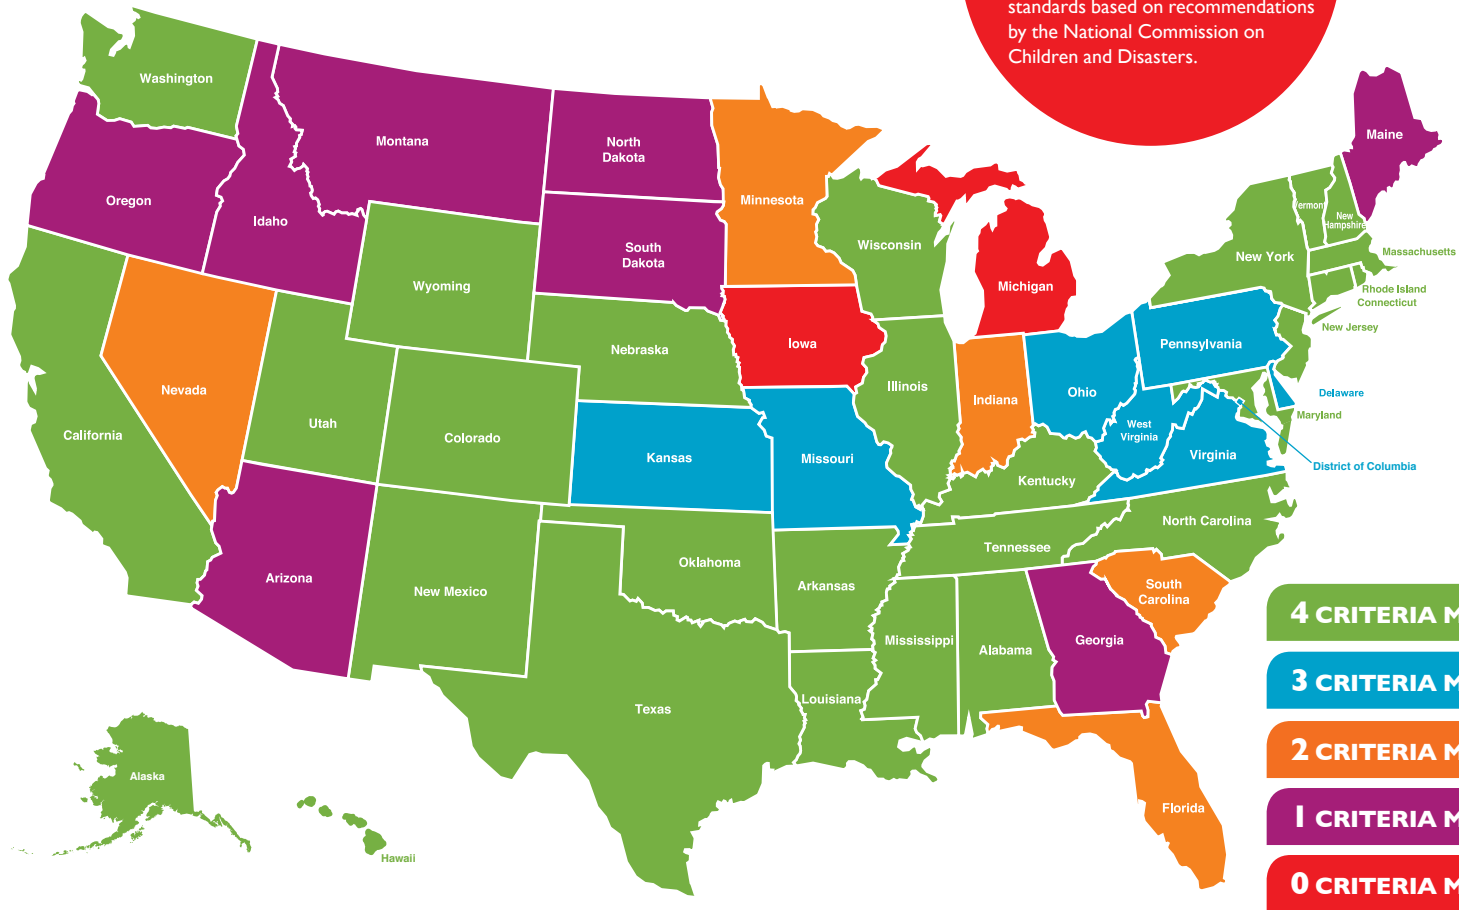 standards based on recommendations
by the National Commission on
Children and Disasters.
Washington
Montana
North
Dakota
Maine
Oregon
Idaho
Minnesota
Vermont
New
Hampshire
South
Dakota
Wisconsin
New York
Massachusetts
Wyoming
Michigan
Rhode Island
Connecticut
New Jersey
Nebraska
Iowa
Pennsylvania
Nevada
Illinois
Indiana
Ohio
Delaware
Maryland
Utah
California
Colorado
West
Virginia
Kansas
Missouri
Virginia
District of Columbia
Kentucky
North Carolina
Tennessee
Oklahoma
Arizona
New Mexico
Arkansas
South
Carolina
Mississippi
Alabama
Georgia
Louisiana
Texas
Alaska
Florida
Hawaii
4 CRITERIA M
3 CRITERIA M
2 CRITERIA M
1 CRITERIA M
0 CRITERIA M